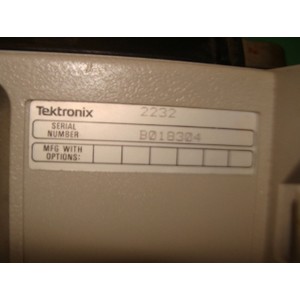 Tektronix 2232
SERIAL
NUMBER B018304
MFG WITH
OPTIONS: